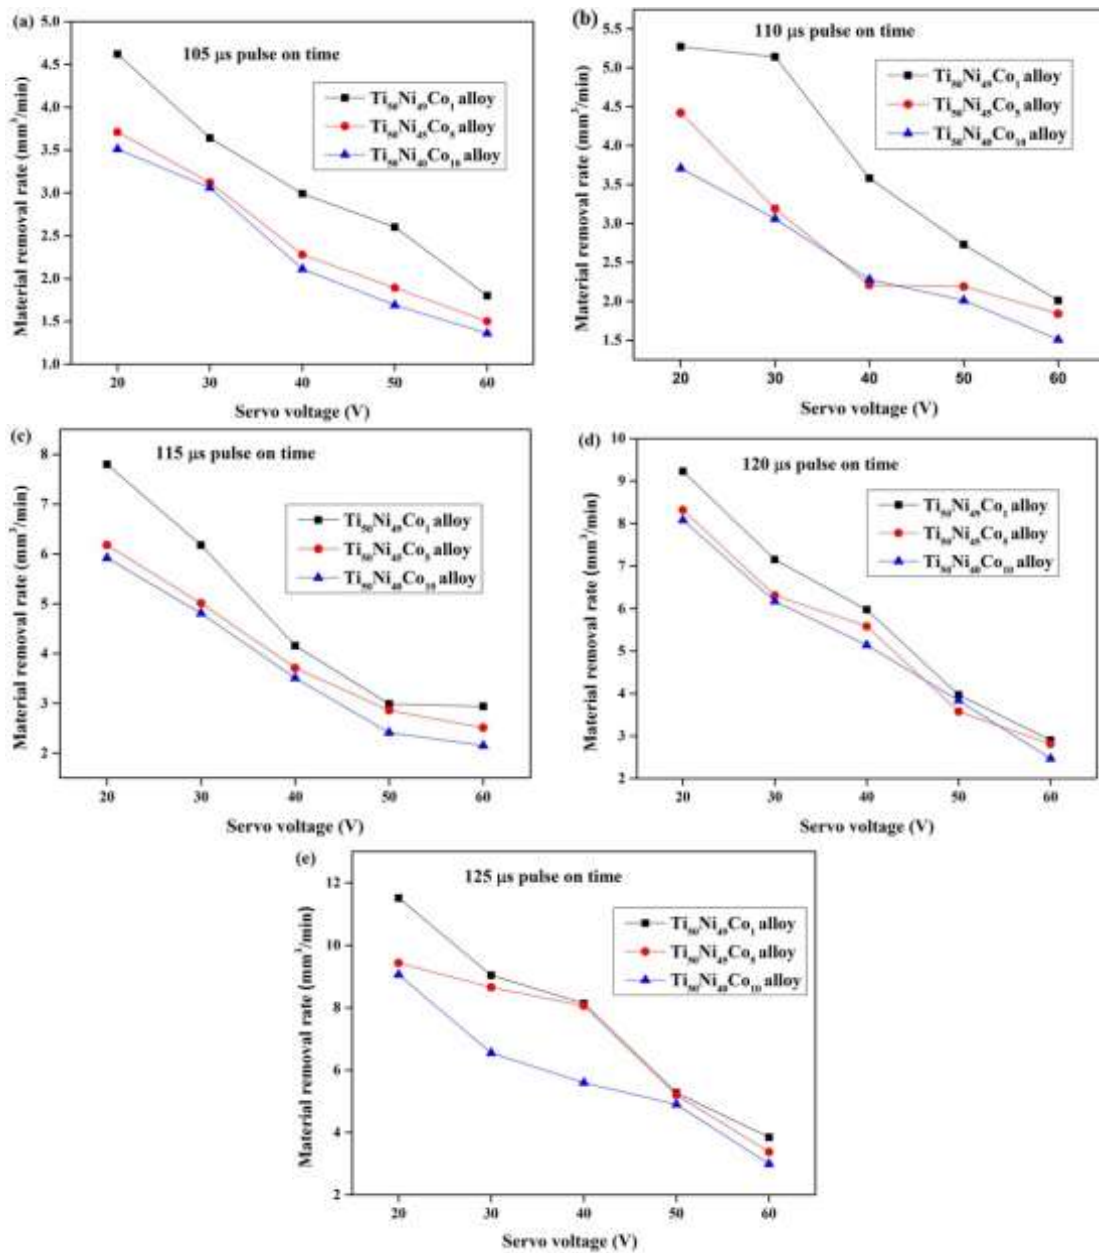 (a)
105 μs pulse on time
Ti₅₀Ni₄₉Co₁ alloy
Ti₅₀Ni₄₅Co₅ alloy
Ti₅₀Ni₄₀Co₁₀ alloy
Material removal rate (mm³/min)
5.0
4.5
4.0
3.5
3.0
2.5
2.0
1.5
1.0
20 30 40 50 60
Servo voltage (V)
(b)
110 μs pulse on time
Ti₅₀Ni₄₉Co₁ alloy
Ti₅₀Ni₄₅Co₅ alloy
Ti₅₀Ni₄₀Co₁₀ alloy
Material removal rate (mm³/min)
5.5
5.0
4.5
4.0
3.5
3.0
2.5
2.0
1.5
20 30 40 50 60
Servo voltage (V)
(c)
115 μs pulse on time
Ti₅₀Ni₄₉Co₁ alloy
Ti₅₀Ni₄₅Co₅ alloy
Ti₅₀Ni₄₀Co₁₀ alloy
Material removal rate (mm³/min)
8
7
6
5
4
3
2
20 30 40 50 60
Servo voltage (V)
(d)
120 μs pulse on time
Ti₅₀Ni₄₉Co₁ alloy
Ti₅₀Ni₄₅Co₅ alloy
Ti₅₀Ni₄₀Co₁₀ alloy
Material removal rate (mm³/min)
10
9
8
7
6
5
4
3
2
20 30 40 50 60
Servo voltage (V)
(e)
125 μs pulse on time
Ti₅₀Ni₄₉Co₁ alloy
Ti₅₀Ni₄₅Co₅ alloy
Ti₅₀Ni₄₀Co₁₀ alloy
Material removal rate (mm³/min)
12
10
8
6
4
2
20 30 40 50 60
Servo voltage (V)